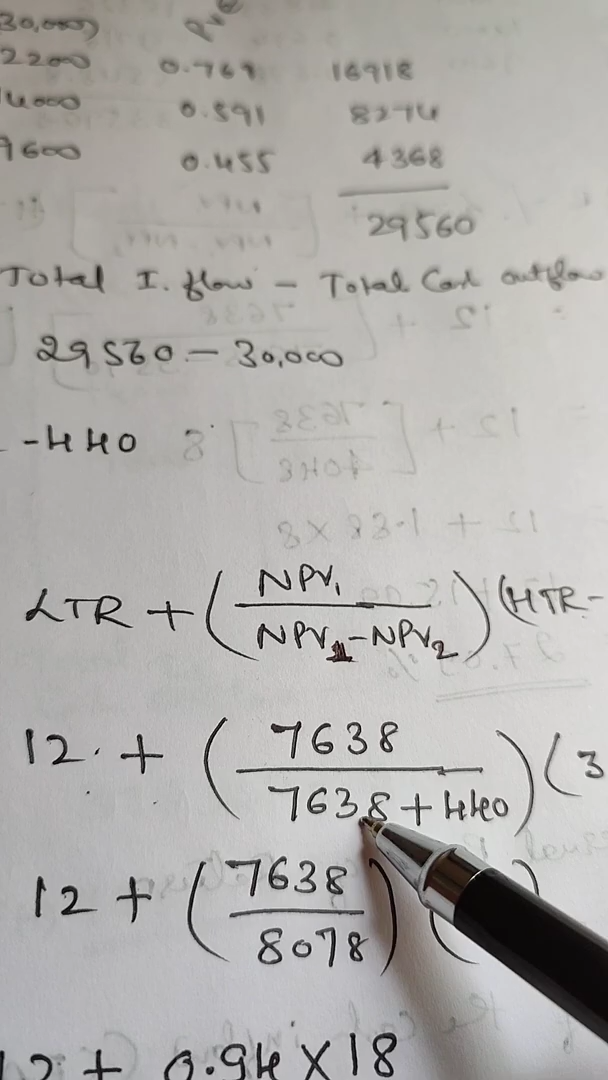 30,000)
2200 0.769 16918
14000 0.591 8274
9600 0.455 4368
29560
Total I. flow - Total Cash outflow
29560 - 30,000
-440
LTR + (NPV1 / NPV1 - NPV2) (HTR-
12 + (7638 / 7638 + 440) (3
12 + (7638 / 8078) (
12 + 0.94 X 18